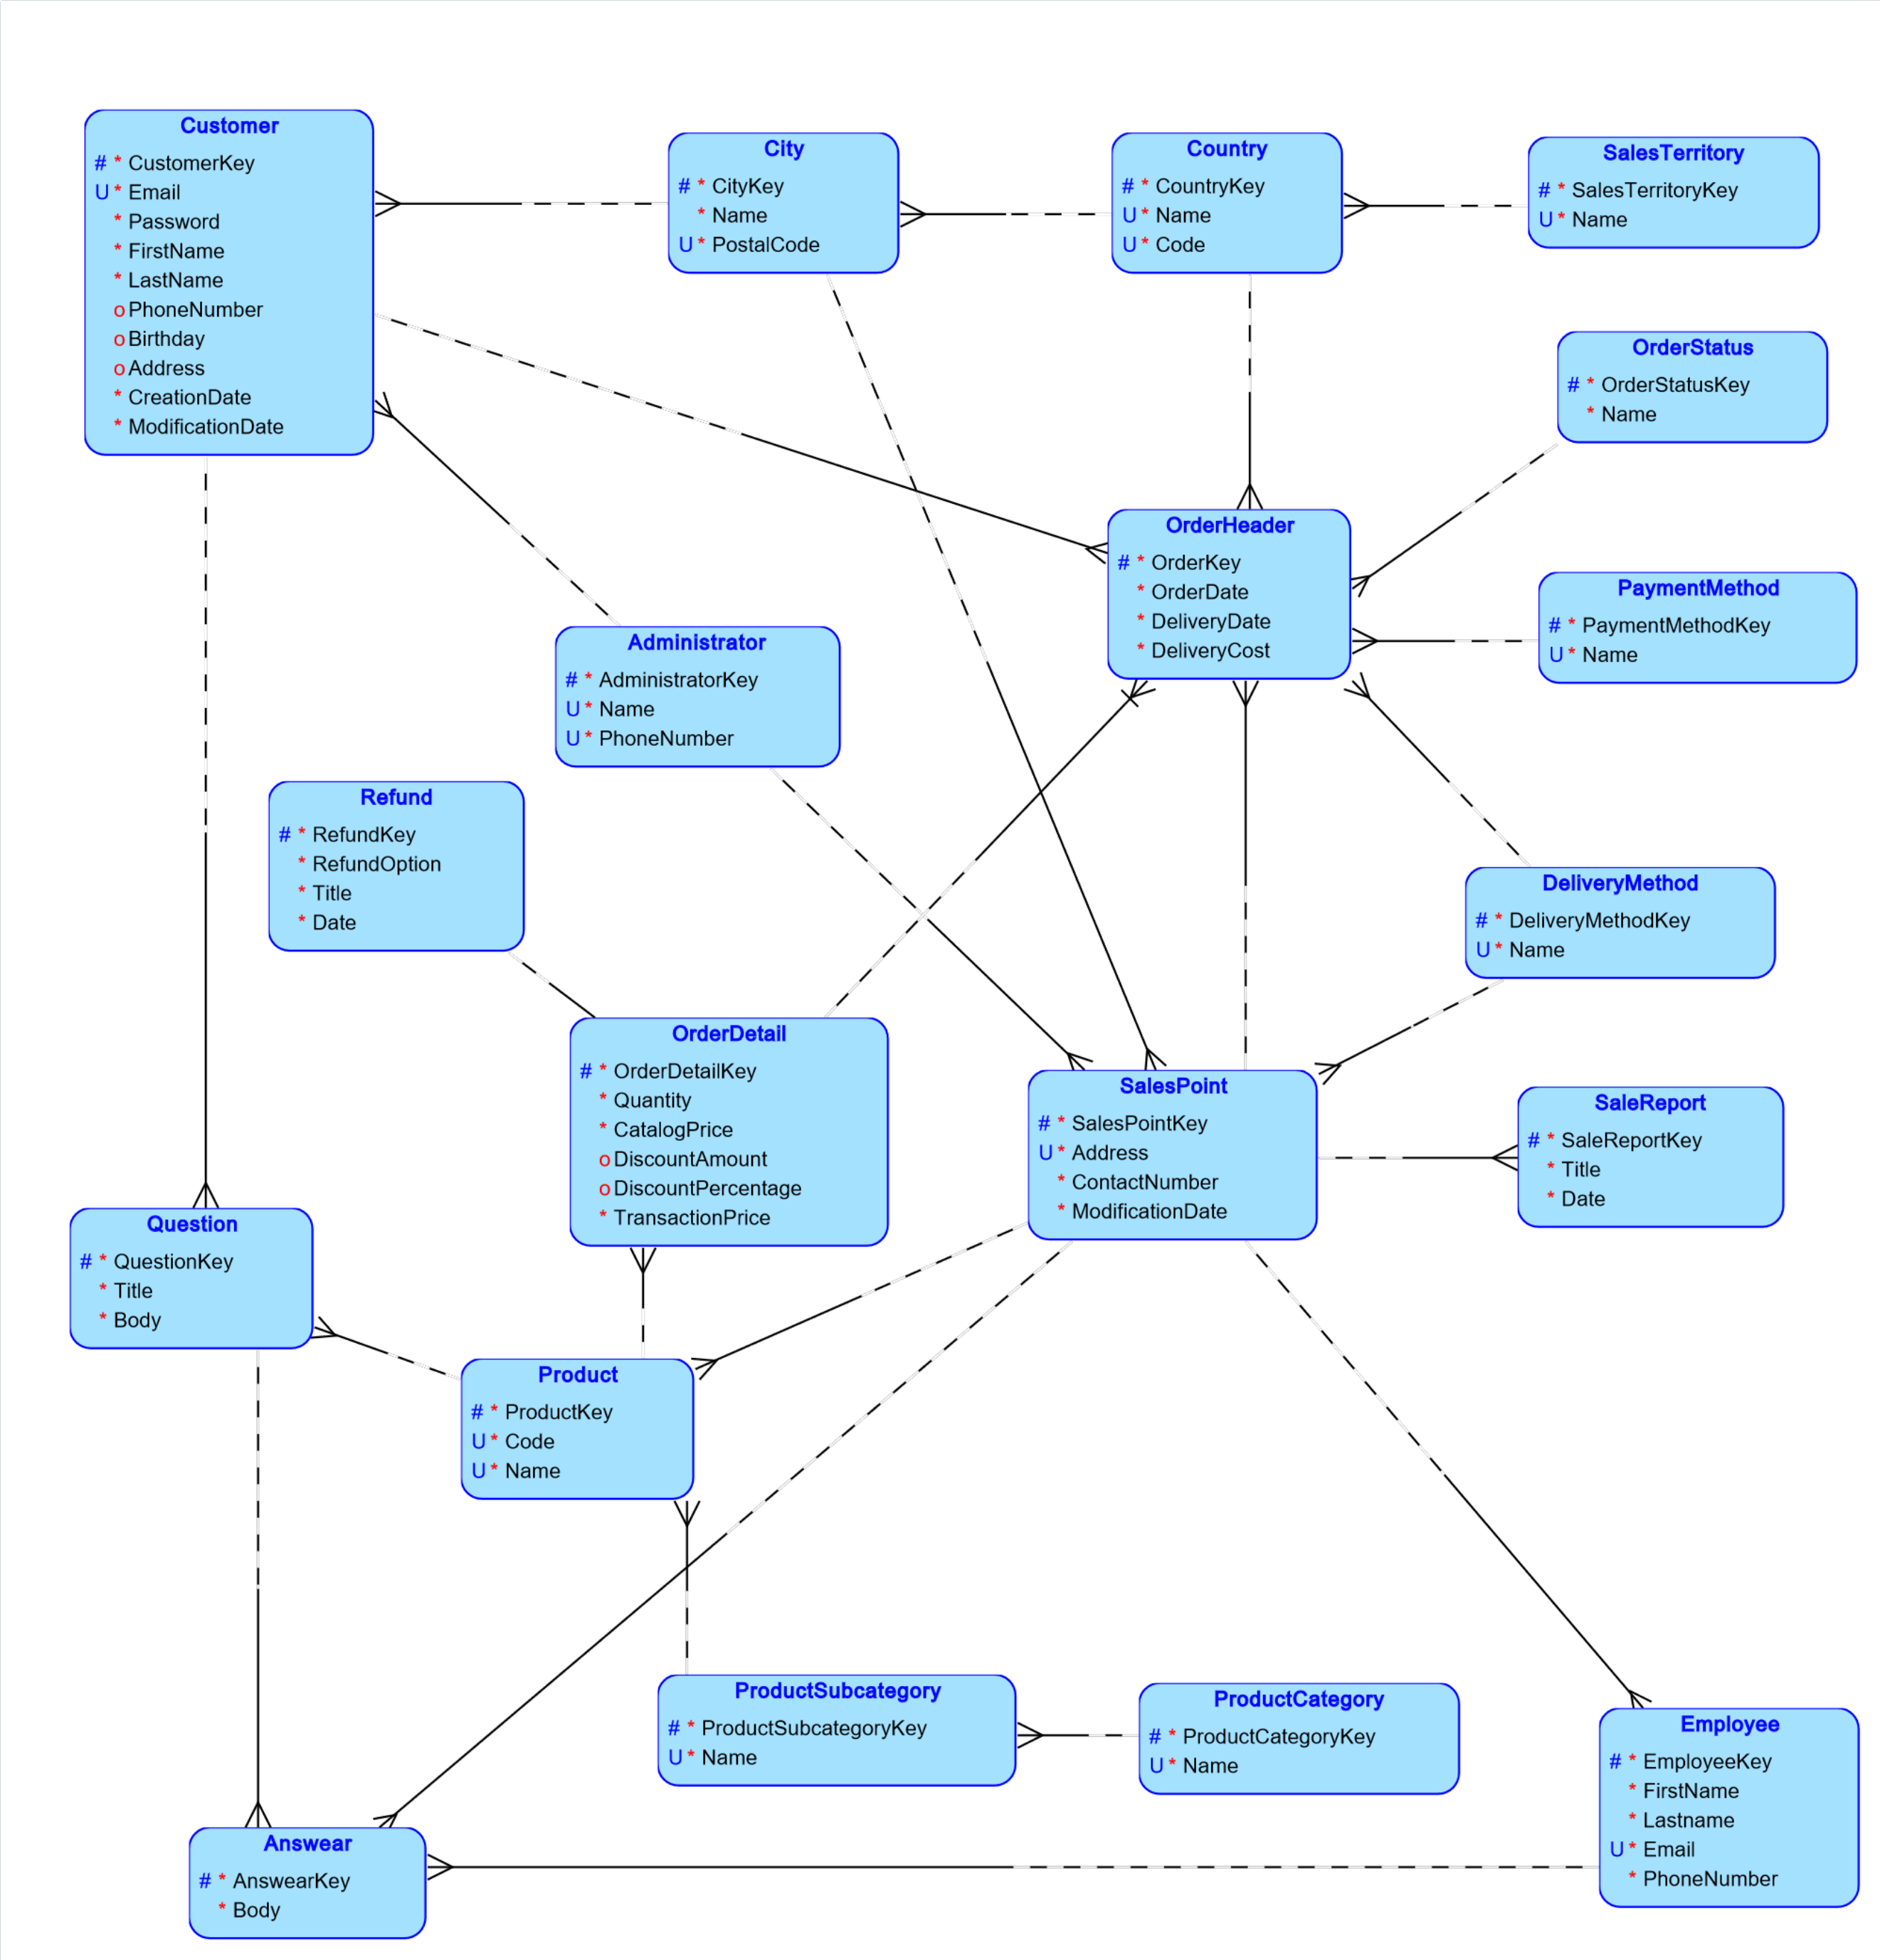 Customer
# * CustomerKey
U * Email
* Password
* FirstName
* LastName
o PhoneNumber
o Birthday
o Address
* CreationDate
* ModificationDate
City
# * CityKey
* Name
U * PostalCode
Country
# * CountryKey
U * Name
U * Code
SalesTerritory
# * SalesTerritoryKey
U * Name
OrderStatus
# * OrderStatusKey
* Name
OrderHeader
# * OrderKey
* OrderDate
* DeliveryDate
* DeliveryCost
PaymentMethod
# * PaymentMethodKey
U * Name
Administrator
# * AdministratorKey
U * Name
U * PhoneNumber
Refund
# * RefundKey
* RefundOption
* Title
* Date
DeliveryMethod
# * DeliveryMethodKey
U * Name
OrderDetail
# * OrderDetailKey
* Quantity
* CatalogPrice
o DiscountAmount
o DiscountPercentage
* TransactionPrice
SalesPoint
# * SalesPointKey
U * Address
* ContactNumber
* ModificationDate
SaleReport
# * SaleReportKey
* Title
* Date
Question
# * QuestionKey
* Title
* Body
Product
# * ProductKey
U * Code
U * Name
ProductSubcategory
# * ProductSubcategoryKey
U * Name
ProductCategory
# * ProductCategoryKey
U * Name
Employee
# * EmployeeKey
* FirstName
* Lastname
U * Email
* PhoneNumber
Answear
# * AnswearKey
* Body